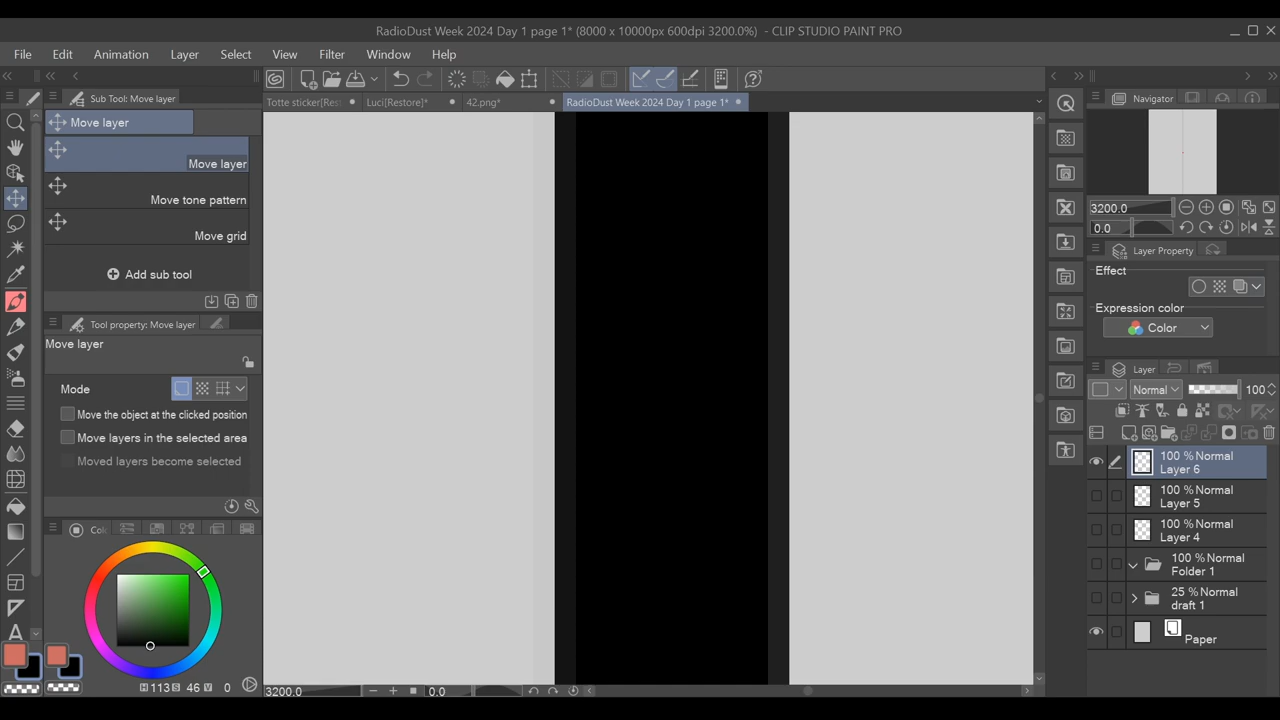 RadioDust Week 2024 Day 1 page 1* (8000 x 10000px 600dpi 3200.0%) - CLIP STUDIO PAINT PRO
File Edit Animation Layer Select View Filter Window Help
Sub Tool: Move layer
Totte sticker[Res
Luci[Restore]*
42.png*
RadioDust Week 2024 Day 1 page 1*
Navigator
Move layer
Move layer
Move tone pattern
Move grid
Add sub tool
3200.0
0.0
Layer Property
Effect
Expression color
Color
Tool property: Move layer
Move layer
Mode
Move the object at the clicked position
Move layers in the selected area
Moved layers become selected
Layer
Normal
100
100 % Normal
Layer 6
100 % Normal
Layer 5
100 % Normal
Layer 4
100 % Normal
Folder 1
25 % Normal
draft 1
Paper
Col
A
H 113 S 46 V 0
3200.0
0.0